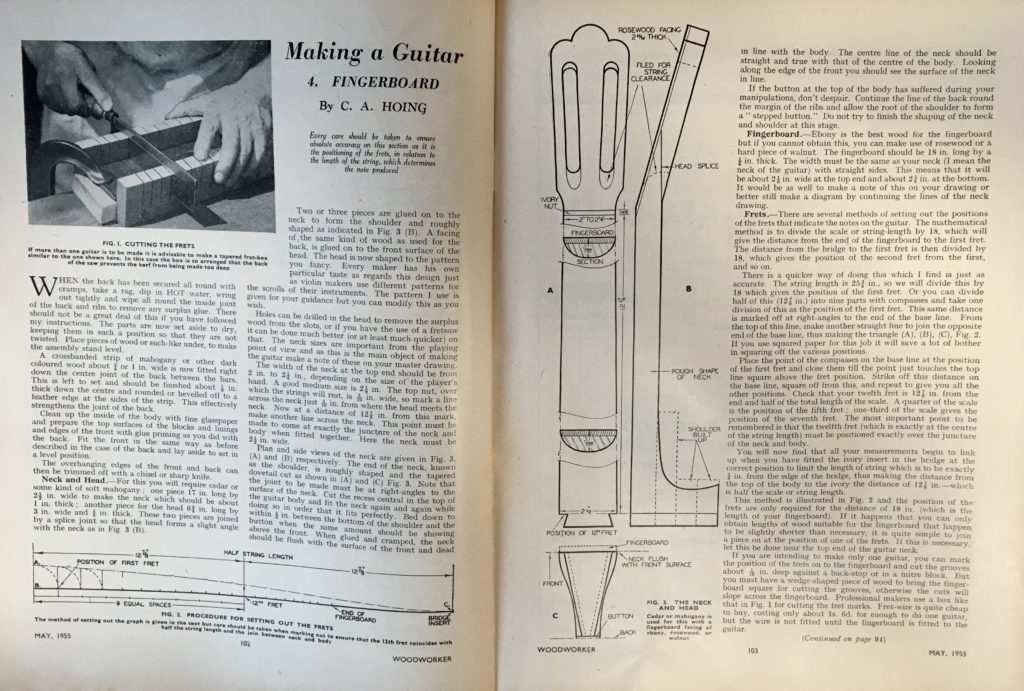 Making a Guitar
4. FINGERBOARD
By C. A. HOING
Every care should be taken to ensure
absolute accuracy on this section as it is
the positioning of the frets, in relation to
the length of the string, which determines
the note produced
FIG. 1. CUTTING THE FRETS
If more than one guitar is to be made it is advisable to make a tapered fret-box
similar to the one shown here. In this case the box is so arranged that the back
of the saw prevents the kerf from being made too deep
WHEN the back has been secured all round with
cramps, take a rag, dip in HOT water, wring
out tightly and wipe all round the inside joint
of the back and ribs to remove any surplus glue. There
should not be a great deal of this if you have followed
my instructions. The parts are now set aside to dry,
keeping them in such a position so that they are not
twisted. Place pieces of wood or such-like under, to make
the assembly stand level.
A crossbanded strip of mahogany or other dark
coloured wood about or 1 in. wide is now fitted right
down the centre joint of the back between the bars.
This is left to set and should be finished about in.
thick down the centre and rounded or bevelled off to a
feather edge at the sides of the strip. This effectively
strengthens the joint of the back.
Clean up the inside of the body with fine glasspaper
and prepare the top surfaces of the blocks and linings
and edges of the front with glue priming as you did with
the back. Fit the front in the same way as before
described in the case of the back and lay aside to set in
a level position.
The overhanging edges of the front and back can
then be trimmed off with a chisel or sharp knife.
Neck and Head.—For this you will require cedar or
some kind of soft mahogany; one piece 17 in. long by
2½ in. wide to make the neck which should be about
1 in. thick; another piece for the head 6¾ in. long by
3 in. wide and in. thick. These two pieces are joined
by a splice joint so that the head forms a slight angle
with the neck as in Fig. 3 (B).
Two or three pieces are glued on to the
neck to form the shoulder and roughly
shaped as indicated in Fig. 3 (B). A facing
of the same kind of wood as used for the
back, is glued on to the front surface of the
head. The head is now shaped to the pattern
you fancy. Every maker has his own
particular taste as regards this design just
as violin makers use different patterns for
the scrolls of their instruments. The pattern I use is
given for your guidance but you can modify this as you
wish.
Holes can be drilled in the head to remove the surplus
wood from the slots, or if you have the use of a fretsaw
it can be done much better (or at least much quicker) on
that. The neck sizes are important from the playing
point of view and as this is the main object of making
the guitar make a note of these on your master drawing.
The width of the neck at the top end should be from
2 in. to 2¼ in., depending on the size of the player's
hand. A good medium size is in. The top nut, over
which the strings will rest, is in. wide, so mark a line
across the neck just in. from where the head meets the
neck. Now at a distance of 12⅞ in. from this mark,
make another line across the neck. This point must be
made to come at exactly the juncture of the neck and
body when fitted together. Here the neck must be
in. wide.
Plan and side views of the neck are given in Fig. 3,
(A) and (B) respectively. The end of the neck, known
as the shoulder, is roughly shaped and the tapered
dovetail cut as shown in (A) and (C) Fig. 3. Note that
the joint to be made must be at right-angles to the
surface of the neck. Cut the recess central in the top of
the guitar body and fit the neck again and again while
doing so in order that it fits perfectly. Bed down to
within in. between the bottom of the shoulder and the
button when the same amount should be showing
above the front. When glued and cramped, the neck
should be flush with the surface of the front and dead
12⅞"
HALF STRING LENGTH
12⅞"
POSITION OF FIRST FRET
A
B
C
9 EQUAL SPACES
12TH FRET
END OF
FINGERBOARD
BRIDGE
INSERT
FIG. 2. PROCEDURE FOR SETTING OUT THE FRETS
The method of setting out the graph is given in the text but care should be taken when marking out to ensure that the 12th fret coincides with
half the string length and the join between neck and body
MAY, 1955
102
WOODWORKER
ROSEWOOD FACING
THICK
FILED FOR
STRING
CLEARANCE
HEAD SPLICE
IVORY
NUT
2" TO 2¼"
FINGERBOARD
SECTION
A
B
ROUGH SHAPE
OF NECK
SHOULDER
BUILT
UP
POSITION OF 12TH FRET
FINGERBOARD
NECK FLUSH
WITH FRONT SURFACE
FRONT
C
BUTTON
BACK
FIG. 3. THE NECK
AND HEAD
Cedar or mahogany is
used for this with a
fingerboard facing of
ebony, rosewood, or
walnut
in line with the body. The centre line of the neck should be
straight and true with that of the centre of the body. Looking
along the edge of the front you should see the surface of the neck
in line.
If the button at the top of the body has suffered during your
manipulations, don't despair. Continue the line of the back round
the margin of the ribs and allow the root of the shoulder to form
a "stepped button." Do not try to finish the shaping of the neck
and shoulder at this stage.
Fingerboard.—Ebony is the best wood for the fingerboard
but if you cannot obtain this, you can make use of rosewood or a
hard piece of walnut. The fingerboard should be 18 in. long by a
in. thick. The width must be the same as your neck (I mean the
neck of the guitar) with straight sides. This means that it will
be about in. wide at the top end and about in. at the bottom.
It would be as well to make a note of this on your drawing or
better still make a diagram by continuing the lines of the neck
drawing.
Frets.—There are several methods of setting out the positions
of the frets that indicate the notes on the guitar. The mathematical
method is to divide the scale or string-length by 18, which will
give the distance from the end of the fingerboard to the first fret.
The distance from the bridge to the first fret is then divided by
18, which gives the position of the second fret from the first,
and so on.
There is a quicker way of doing this which I find is just as
accurate. The string length is 25¾ in., so we will divide this by
18 which gives the position of the first fret. Or you can divide
half of this (12⅞ in.) into nine parts with compasses and take one
division of this as the position of the first fret. This same distance
is marked off at right-angles to the end of the base line. From
the top of this line, make another straight line to join the opposite
end of the base line, thus making the triangle (A), (B), (C), Fig. 2.
If you use squared paper for this job it will save a lot of bother
in squaring off the various positions.
Place the point of the compasses on the base line at the position
of the first fret and close them till the point just touches the top
line square above the fret position. Strike off this distance on
the base line, square off from this, and repeat to give you all the
other positions. Check that your twelfth fret is 12⅞ in. from the
end and half of the total length of the scale. A quarter of the scale
is the position of the fifth fret; one-third of the scale gives the
position of the seventh fret. The most important point to be
remembered is that the twelfth fret (which is exactly at the centre
of the string length) must be positioned exactly over the juncture
of the neck and body.
You will now find that all your measurements begin to link
up when you have fitted the ivory insert in the bridge at the
correct position to limit the length of string which is to be exactly
in. from the edge of the bridge, thus making the distance from
the top of the body to the ivory the distance of 12⅞ in.—which
is half the scale or string length.
This method is illustrated in Fig. 2 and the position of the
frets are only required for the distance of 18 in. (which is the
length of your fingerboard). If it happens that you can only
obtain lengths of wood suitable for the fingerboard that happen
to be slightly shorter than necessary, it is quite simple to join
a piece on at the position of one of the frets. If this is necessary,
let this be done near the top end of the guitar neck.
If you are intending to make only one guitar, you can mark
the position of the frets on to the fingerboard and cut the grooves
about in. deep against a back-stop or in a mitre block. But
you must have a wedge-shaped piece of wood to bring the finger-
board square for cutting the grooves, otherwise the cuts will
slope across the fingerboard. Professional makers use a box like
that in Fig. 1 for cutting the fret marks. Fret-wire is quite cheap
to buy, costing only about 1s. 6d. for enough to do one guitar,
but the wire is not fitted until the fingerboard is fitted to the
guitar.
(Continued on page 94)
WOODWORKER
103
MAY, 1955